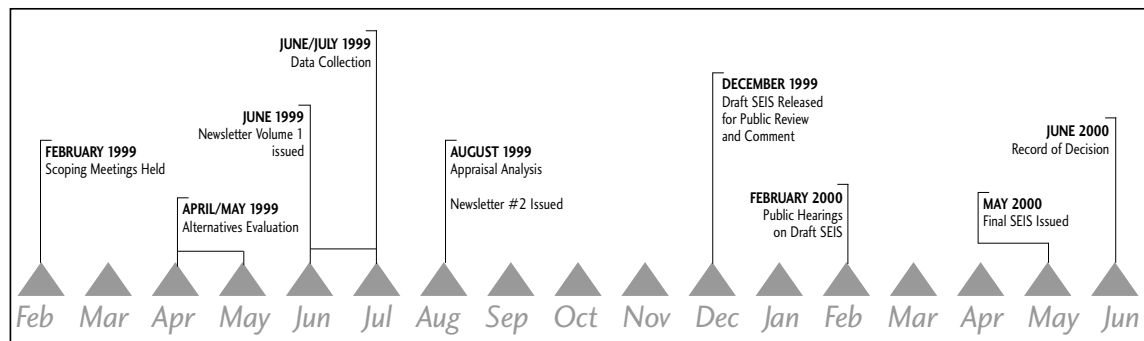 FEBRUARY 1999
Scoping Meetings Held
APRIL/MAY 1999
Alternatives Evaluation
JUNE 1999
Newsletter Volume 1
issued
JUNE/JULY 1999
Data Collection
AUGUST 1999
Appraisal Analysis
Newsletter #2 Issued
DECEMBER 1999
Draft SEIS Released
for Public Review
and Comment
FEBRUARY 2000
Public Hearings
on Draft SEIS
MAY 2000
Final SEIS Issued
JUNE 2000
Record of Decision
Feb Mar Apr May Jun Jul Aug Sep Oct Nov Dec Jan Feb Mar Apr May Jun